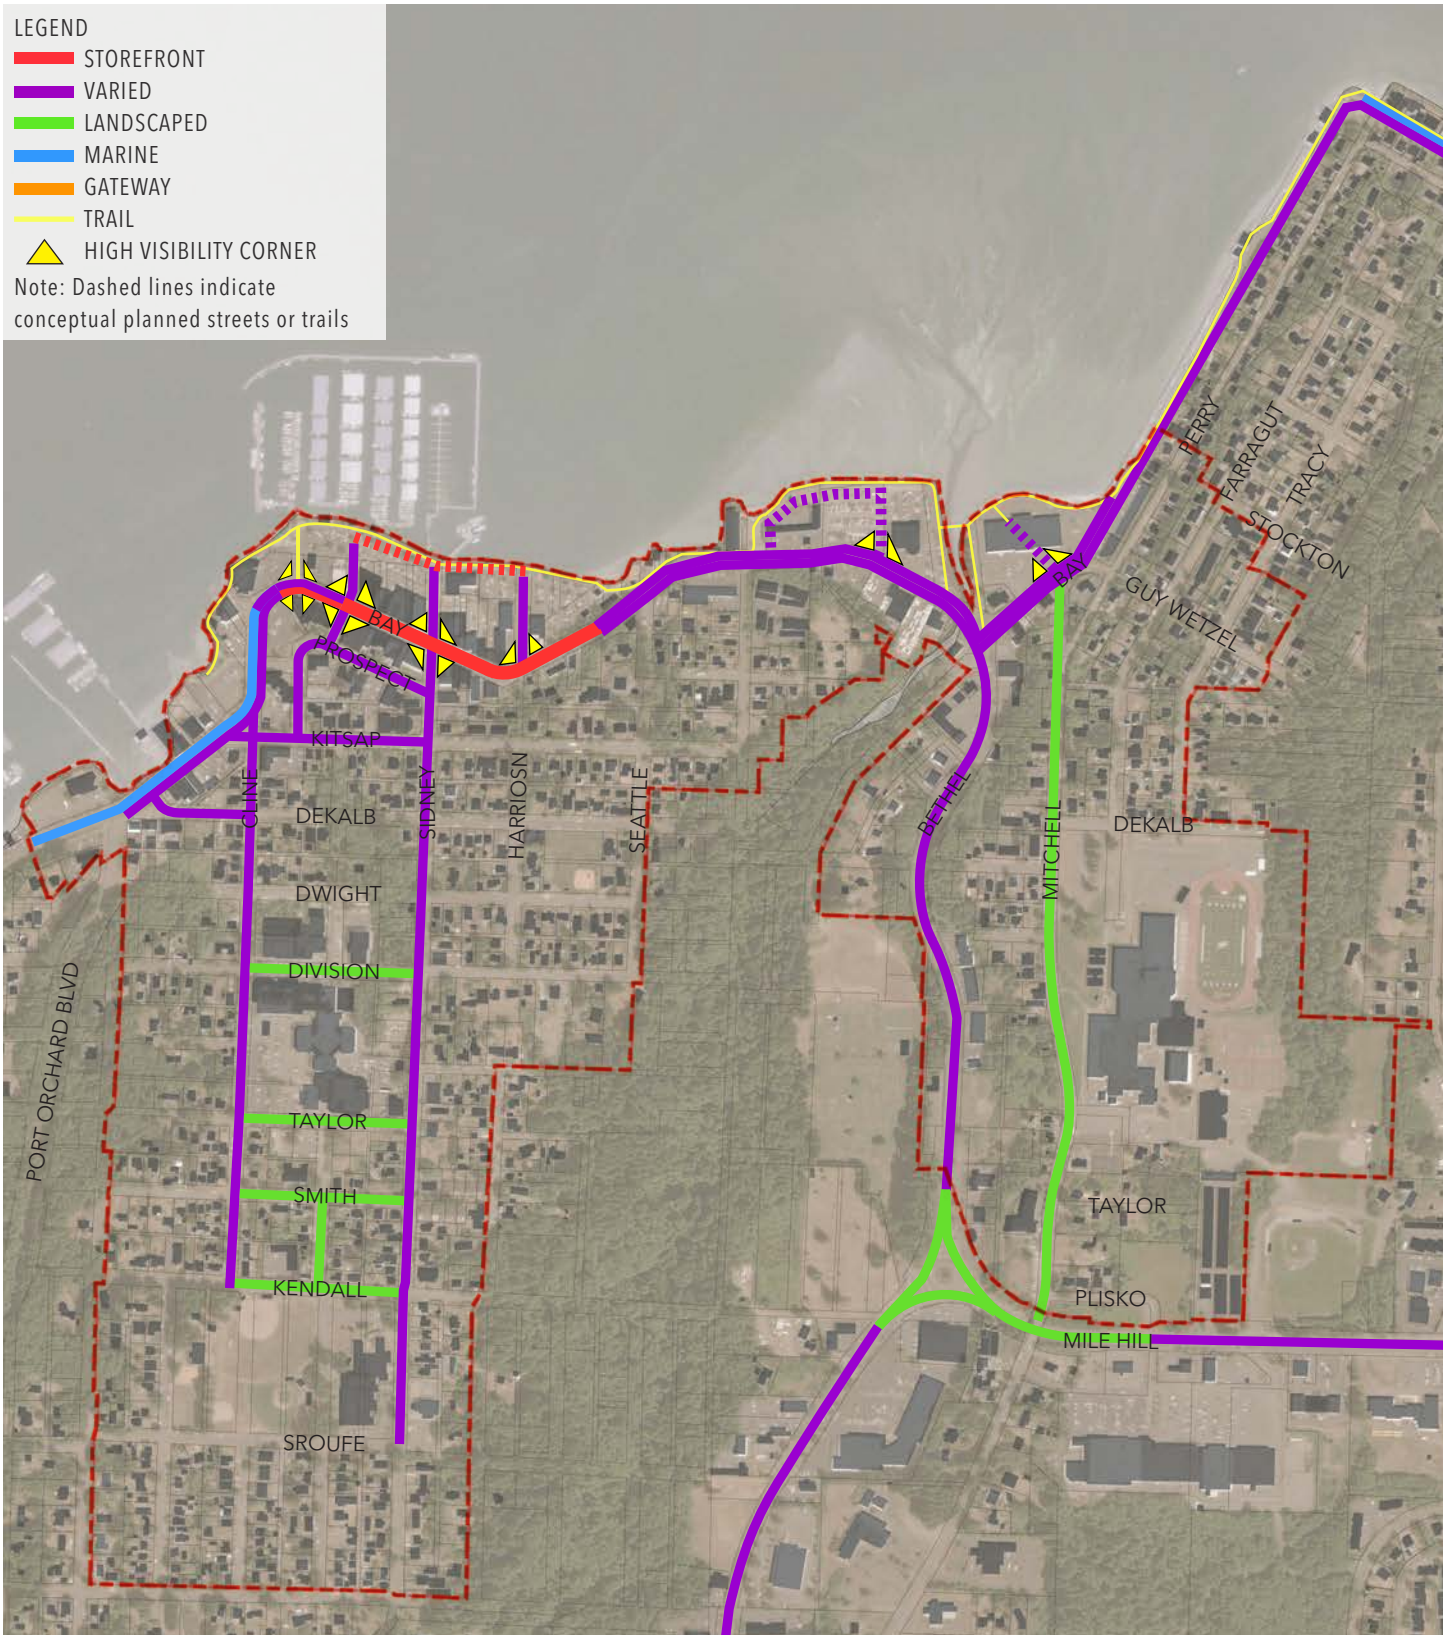 LEGEND
STOREFRONT
VARIED
LANDSCAPED
MARINE
GATEWAY
TRAIL
HIGH VISIBILITY CORNER
Note: Dashed lines indicate
conceptual planned streets or trails
PERRY
FARRAGUT
TRACY
STOCKTON
GUY WETZEL
BAY
BAY
PROSPECT
KITSAP
CLINE
SIDNEY
HARRIOSN
SEATTLE
BETHEL
MITCHELL
DEKALB
DEKALB
DWIGHT
DIVISION
PORT ORCHARD BLVD
TAYLOR
SMITH
TAYLOR
KENDALL
PLISKO
MILE HILL
SROUFE